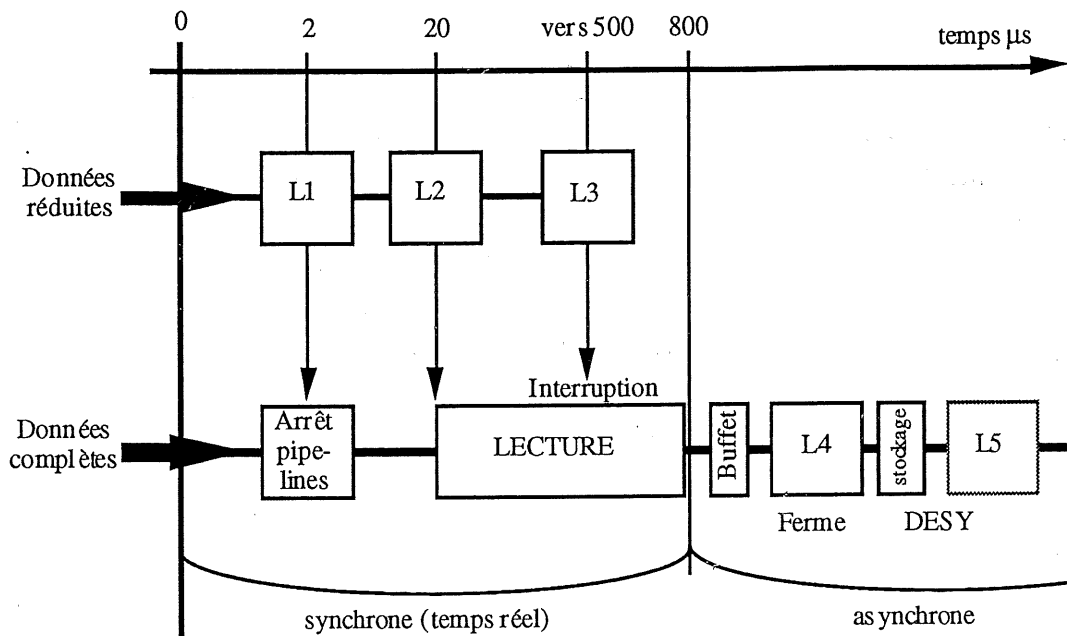 0
2
20
vers 500
800
temps µs
Données
réduites
L1
L2
L3
Interruption
Données
complètes
Arrêt
pipe-
lines
LECTURE
Buffet
L4
stockage
L5
Ferme
DESY
synchrone (temps réel)
asynchrone